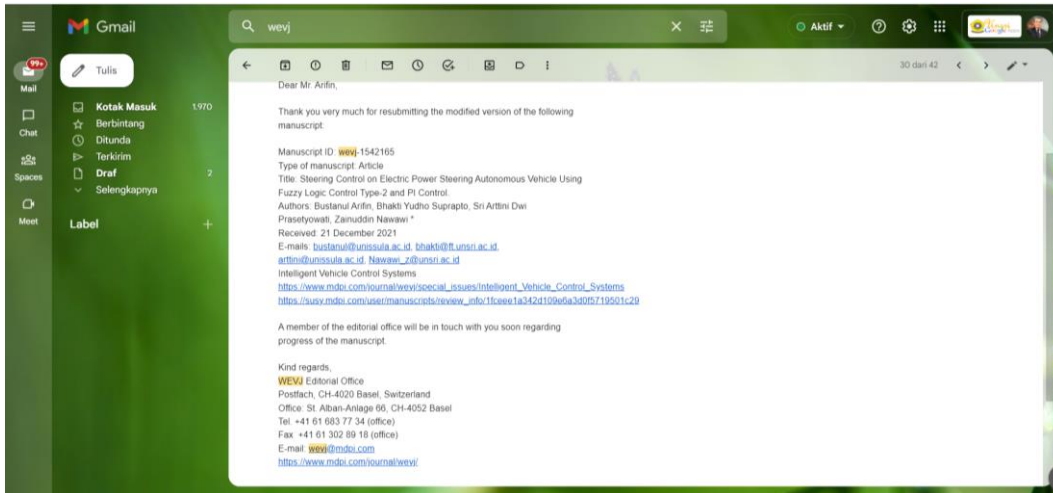 Gmail
wevj
Aktif
99+
Mail
Tulis
30 dari 42
Chat
Spaces
Meet
Kotak Masuk 1.970
Berbintang
Ditunda
Terkirim
Draf 2
Selengkapnya
Label
Dear Mr. Arifin,
Thank you very much for resubmitting the modified version of the following
manuscript:
Manuscript ID: wevj-1542165
Type of manuscript: Article
Title: Steering Control on Electric Power Steering Autonomous Vehicle Using
Fuzzy Logic Control Type-2 and PI Control.
Authors: Bustanul Arifin, Bhakti Yudho Suprapto, Sri Arttini Dwi
Prasetyowati, Zainuddin Nawawi *
Received: 21 December 2021
E-mails: bustanul@unissula.ac.id, bhakti@ft.unsri.ac.id,
arttini@unissula.ac.id, Nawawi_z@unsri.ac.id
Intelligent Vehicle Control Systems
https://www.mdpi.com/journal/wevj/special_issues/Intelligent_Vehicle_Control_Systems
https://susy.mdpi.com/user/manuscripts/review_info/1fceee1a342d109e6a3d0f5719501c29
A member of the editorial office will be in touch with you soon regarding
progress of the manuscript.
Kind regards,
WEVJ Editorial Office
Postfach, CH-4020 Basel, Switzerland
Office: St. Alban-Anlage 66, CH-4052 Basel
Tel. +41 61 683 77 34 (office)
Fax +41 61 302 89 18 (office)
E-mail: wevj@mdpi.com
https://www.mdpi.com/journal/wevj/